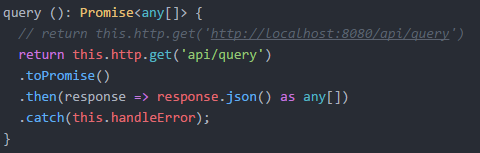 query (): Promise<any[]> {
// return this.http.get('http://localhost:8080/api/query')
return this.http.get('api/query')
.toPromise()
.then(response => response.json() as any[])
.catch(this.handleError);
}